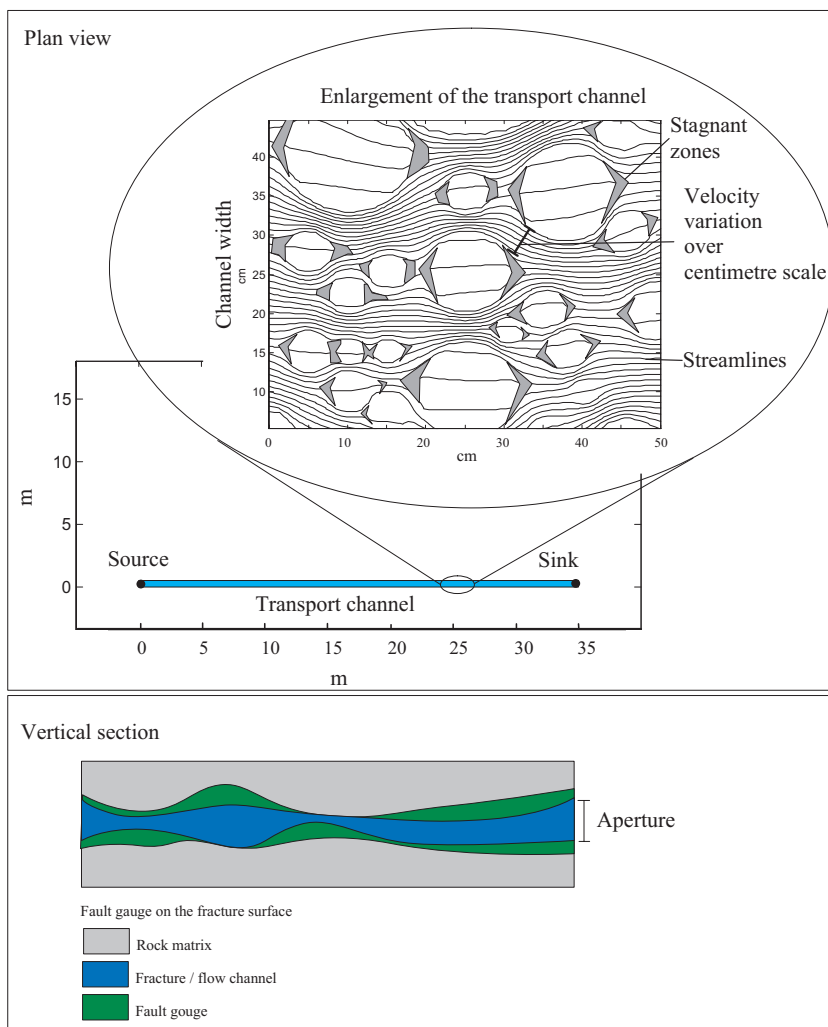 Plan view
Enlargement of the transport channel
Stagnant
zones
Velocity
variation
over
centimetre scale
Streamlines
Channel width
cm
40
35
30
25
20
15
10
0
10
20
30
40
50
cm
15
10
5
0
m
Source
Sink
Transport channel
0
5
10
15
20
25
30
35
m
Vertical section
Aperture
Fault gauge on the fracture surface
Rock matrix
Fracture / flow channel
Fault gouge